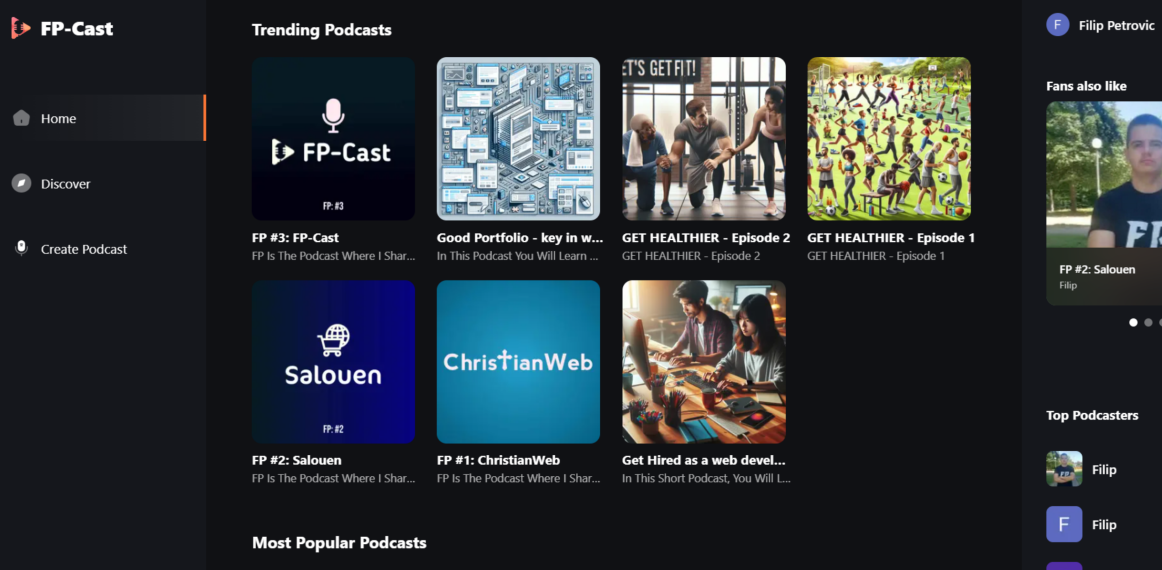 FP-Cast
Home
Discover
Create Podcast
Trending Podcasts
FP-Cast
FP: #3
FP #3: FP-Cast
FP Is The Podcast Where I Shar...
Good Portfolio - key in w...
In This Podcast You Will Learn ...
ET'S GET FIT!
GET HEALTHIER - Episode 2
GET HEALTHIER - Episode 2
GET HEALTHIER - Episode 1
GET HEALTHIER - Episode 1
Salouen
FP: #2
FP #2: Salouen
FP Is The Podcast Where I Shar...
ChristianWeb
FP #1: ChristianWeb
FP Is The Podcast Where I Shar...
Get Hired as a web devel...
In This Short Podcast, You Will L...
Most Popular Podcasts
F
Filip Petrovic
Fans also like
FP
FP #2: Salouen
Filip
Top Podcasters
Filip
F
Filip